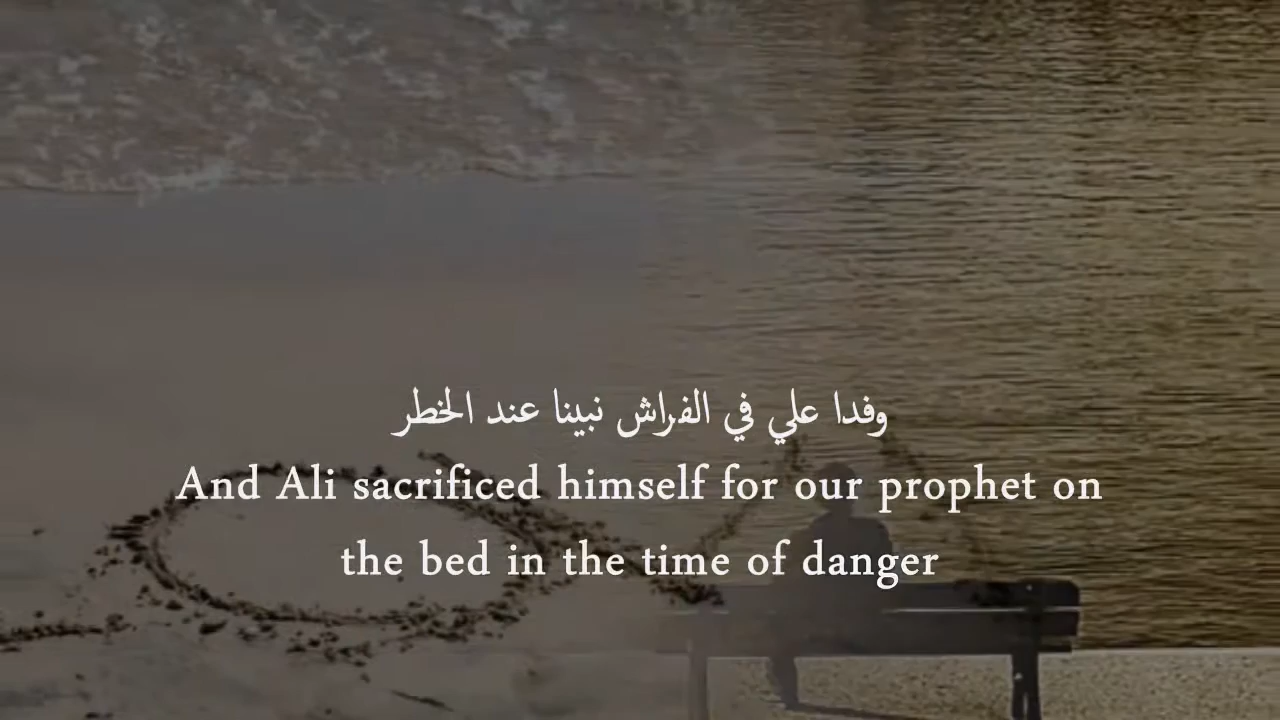 وفدا علي في الفراش نبينا عند الخطر
And Ali sacrificed himself for our prophet on
the bed in the time of danger